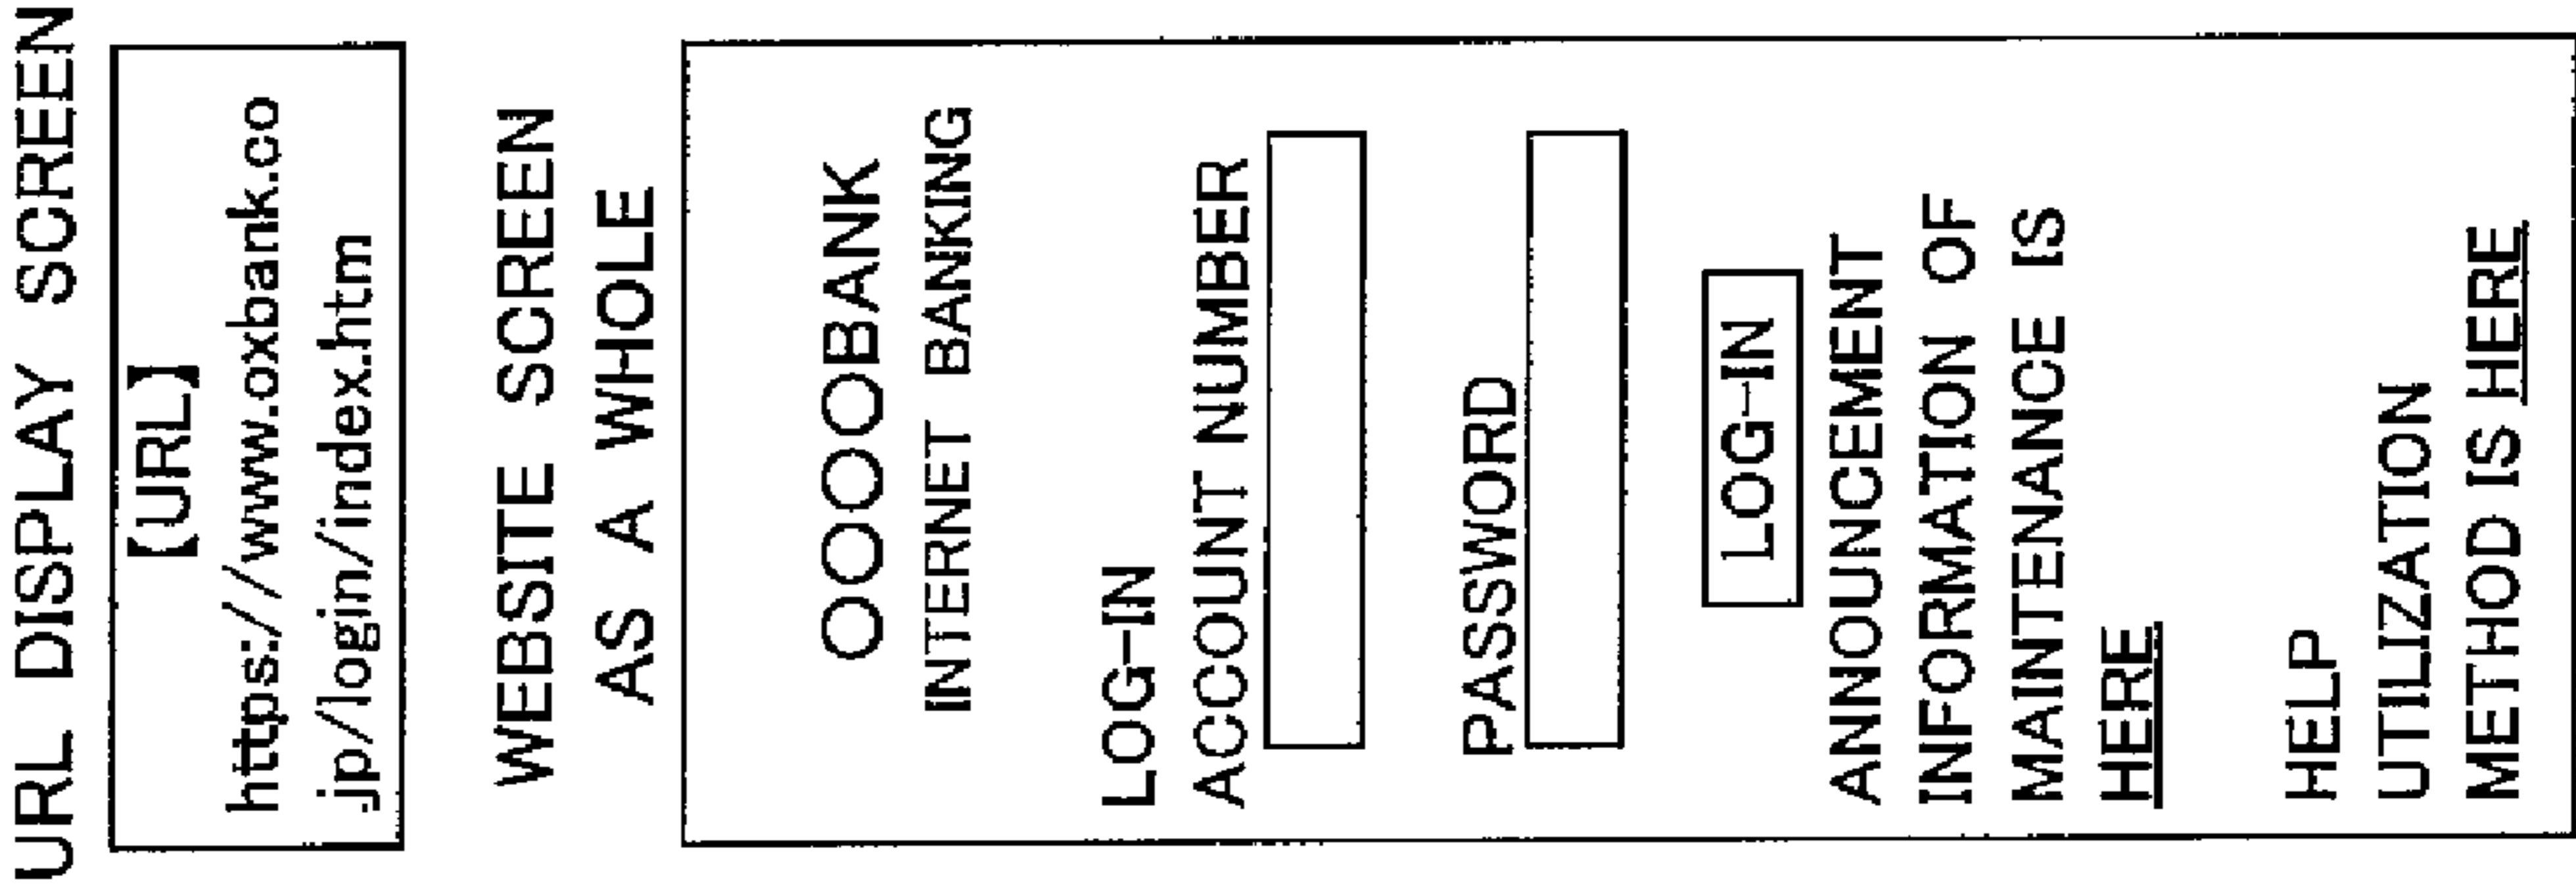 URL DISPLAY SCREEN
【URL】
https://www.oxbank.co
.jp/login/index.htm
WEBSITE SCREEN
AS A WHOLE
○○○○BANK
INTERNET BANKING
LOG-IN
ACCOUNT NUMBER
PASSWORD
LOG-IN
ANNOUNCEMENT
INFORMATION OF
MAINTENANCE IS
HERE
HELP
UTILIZATION
METHOD IS HERE